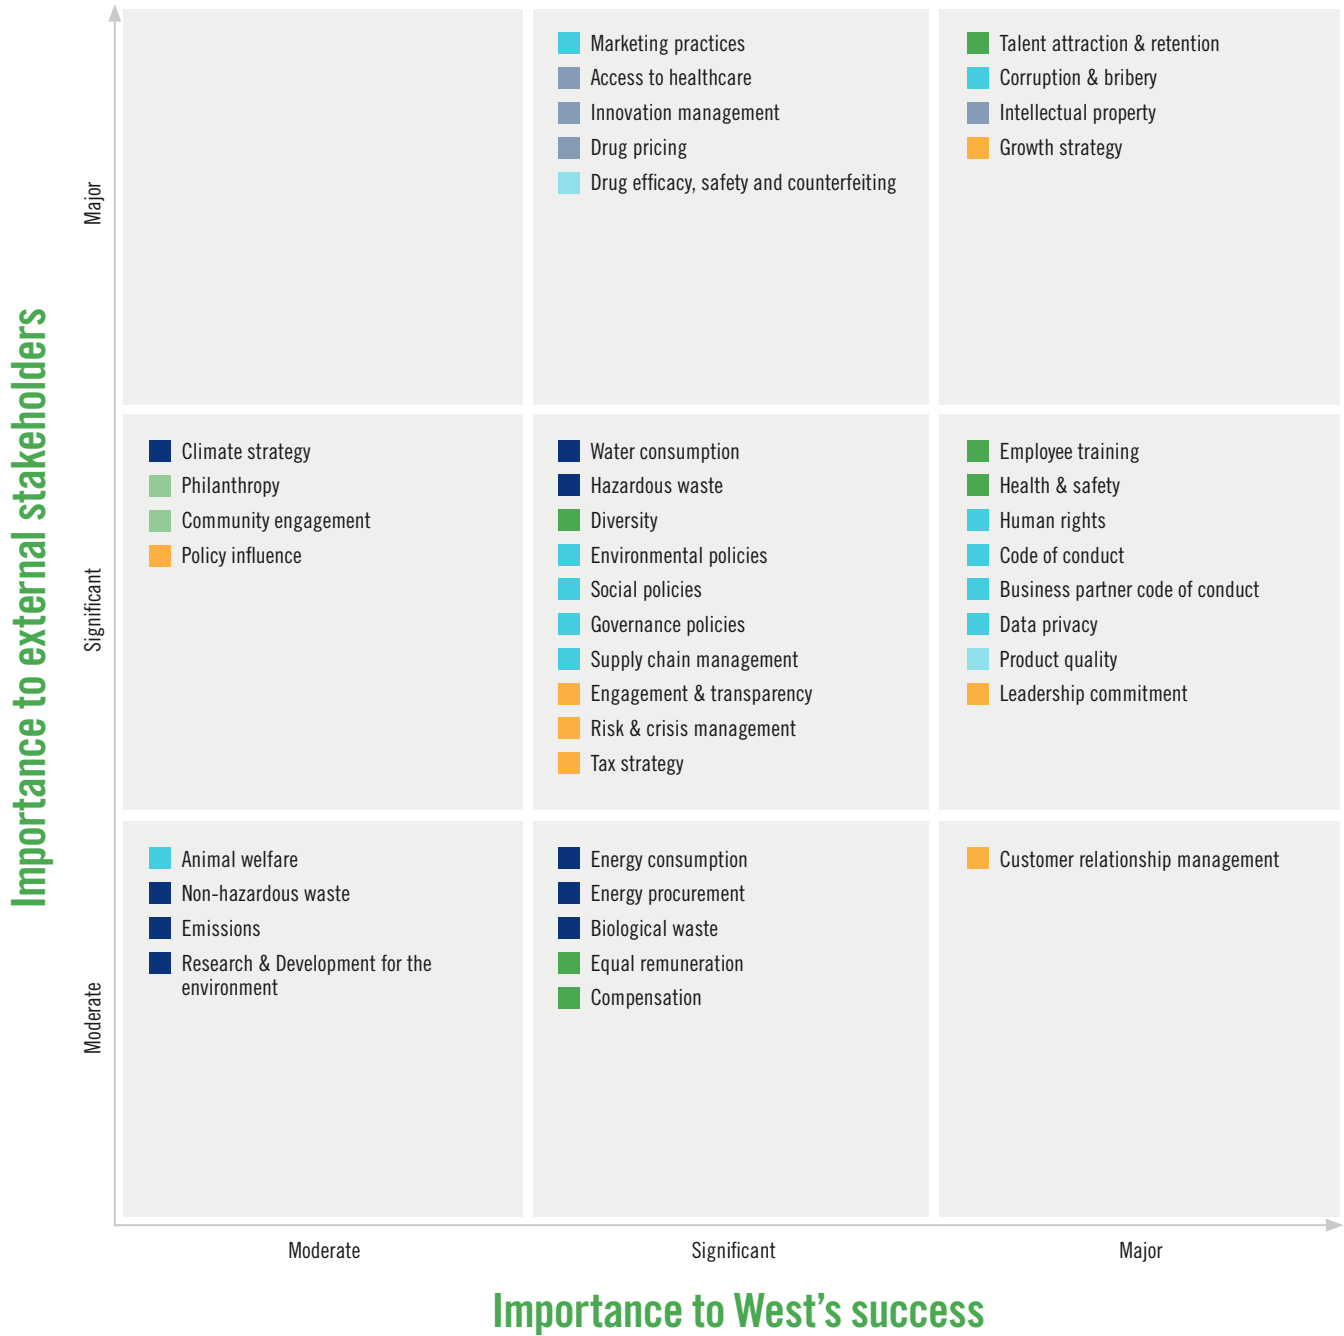 Importance to external stakeholders
Major
Marketing practices
Access to healthcare
Innovation management
Drug pricing
Drug efficacy, safety and counterfeiting
Talent attraction & retention
Corruption & bribery
Intellectual property
Growth strategy
Significant
Climate strategy
Philanthropy
Community engagement
Policy influence
Water consumption
Hazardous waste
Diversity
Environmental policies
Social policies
Governance policies
Supply chain management
Engagement & transparency
Risk & crisis management
Tax strategy
Employee training
Health & safety
Human rights
Code of conduct
Business partner code of conduct
Data privacy
Product quality
Leadership commitment
Moderate
Animal welfare
Non-hazardous waste
Emissions
Research & Development for the
environment
Energy consumption
Energy procurement
Biological waste
Equal remuneration
Compensation
Customer relationship management
Moderate
Significant
Major
Importance to West’s success